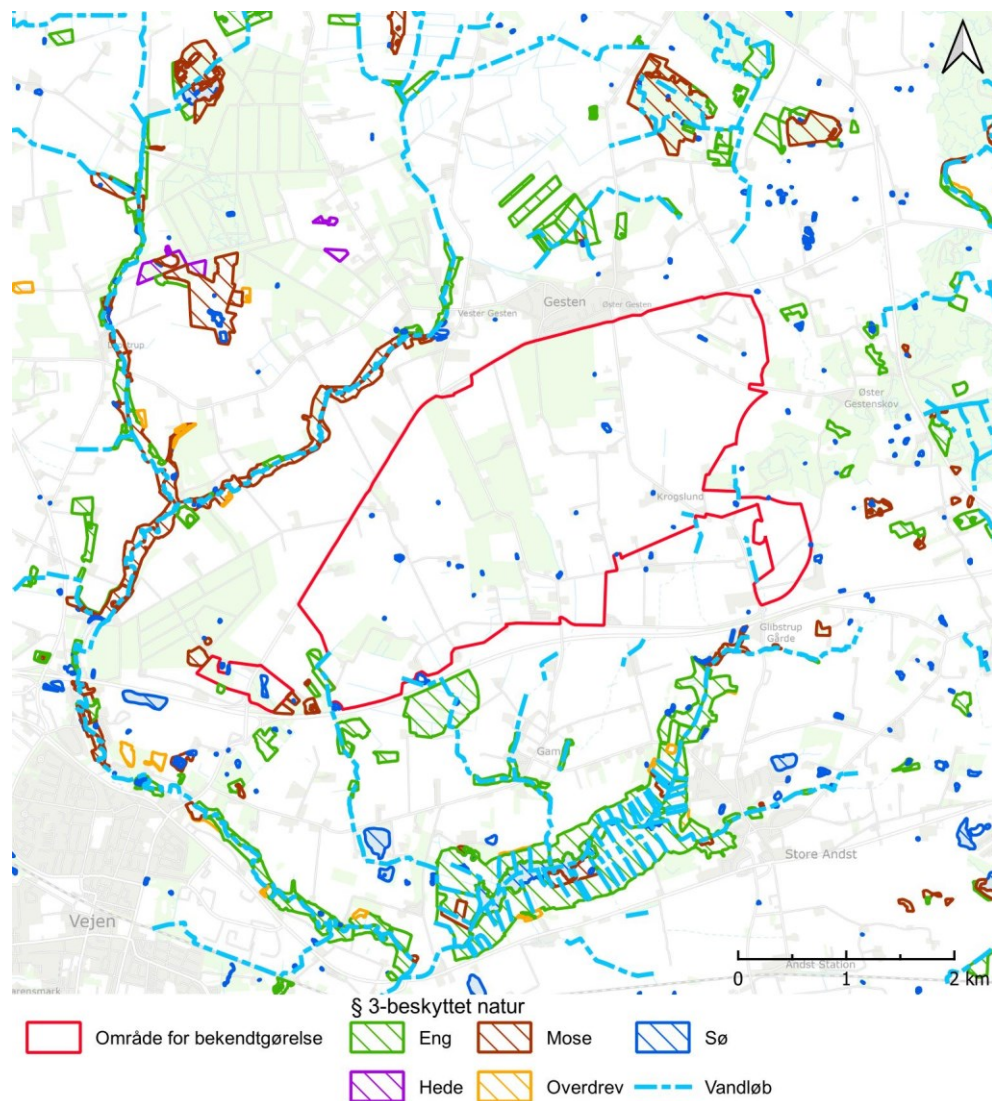 Gesten
Øster Gesten
Vester Gesten
Øster
Gestenskov
Krogslund
Glibstrup
Gårde
Gam
Store Andst
Vejen
Andst Station
0 1 2 km
§ 3-beskyttet natur
Område for bekendtgørelse Eng Mose Sø
Hede Overdrev Vandløb